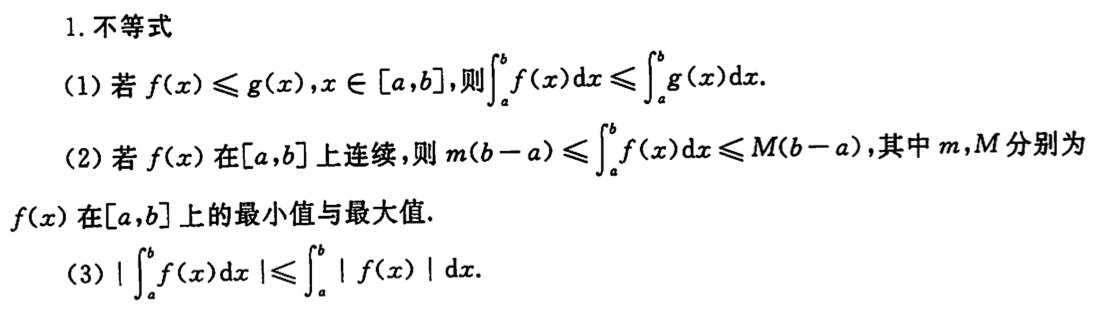 1. 不等式
(1) 若 f(x) ⩽ g(x), x ∈ [a,b], 则∫_a^b f(x)dx ⩽ ∫_a^b g(x)dx.
(2) 若 f(x) 在[a,b] 上连续, 则 m(b−a) ⩽ ∫_a^b f(x)dx ⩽ M(b−a), 其中 m,M 分别为
f(x) 在[a,b] 上的最小值与最大值.
(3) | ∫_a^b f(x)dx | ⩽ ∫_a^b | f(x) | dx.